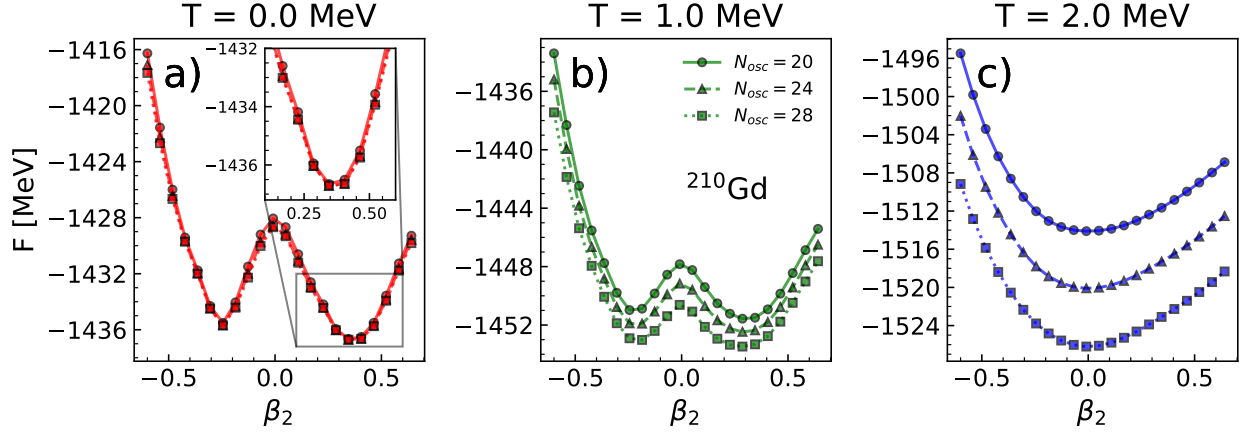 T = 0.0 MeV
T = 1.0 MeV
T = 2.0 MeV
F [MeV]
−1416
−1420
−1424
−1428
−1432
−1436
a)
−1432
−1434
−1436
0.25
0.50
−0.5
0.0
0.5
β₂
b)
N_osc = 20
N_osc = 24
N_osc = 28
²¹⁰Gd
−1436
−1440
−1444
−1448
−1452
−0.5
0.0
0.5
β₂
c)
−1496
−1500
−1504
−1508
−1512
−1516
−1520
−1524
−0.5
0.0
0.5
β₂